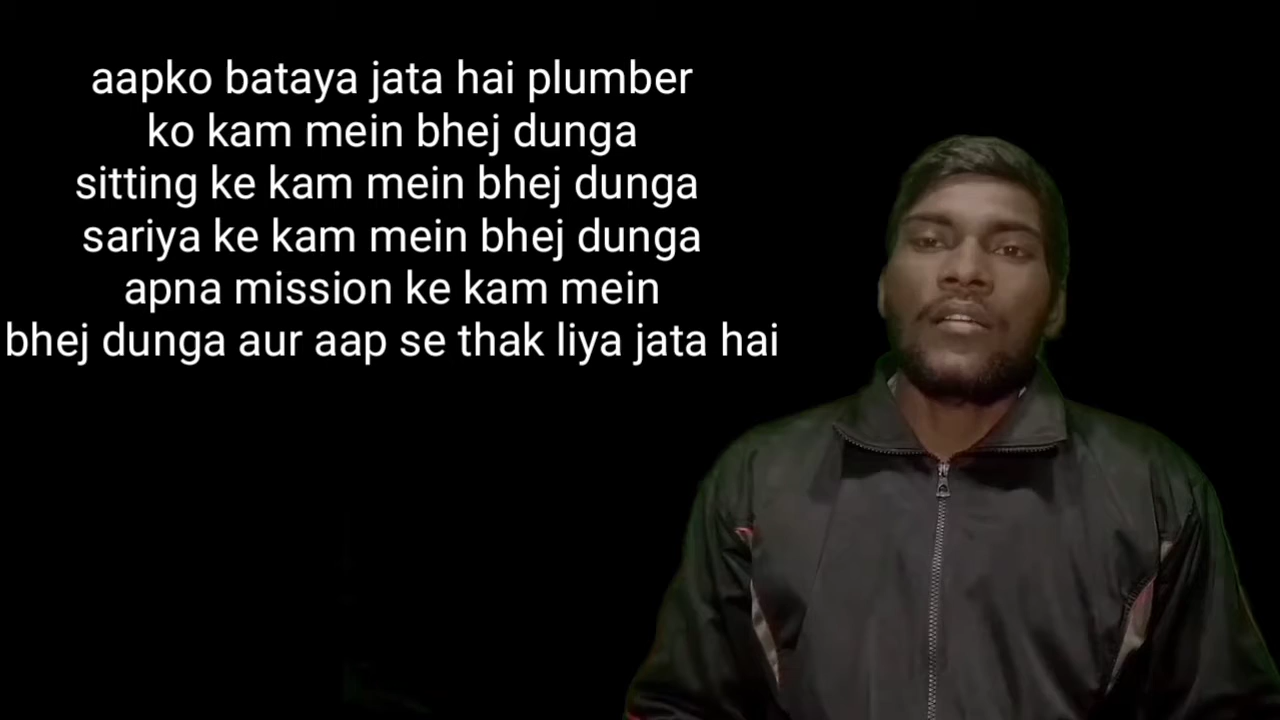 aapko bataya jata hai plumber
ko kam mein bhej dunga
sitting ke kam mein bhej dunga
sariya ke kam mein bhej dunga
apna mission ke kam mein
bhej dunga aur aap se thak liya jata hai